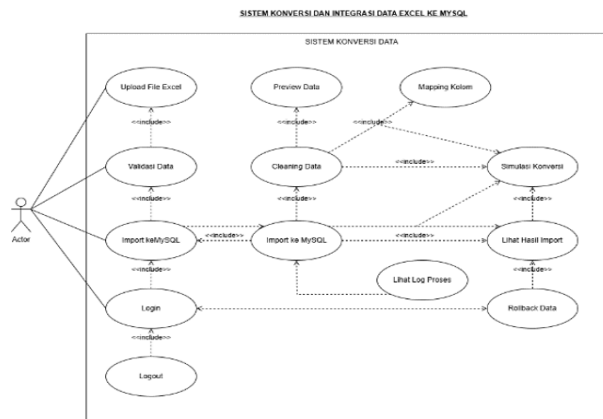 SISTEM KONVERSI DAN INTEGRASI DATA EXCEL KE MYSQL
SISTEM KONVERSI DATA
Upload File Excel
Preview Data
Mapping Kolom
<<include>>
<<include>>
<<include>>
Validasi Data
Cleaning Data
<<include>>
Simulasi Konversi
<<include>>
<<include>>
<<include>>
Actor
Import keMySQL
<<include>>
Import ke MySQL
<<include>>
Lihat Hasil Import
<<include>>
<<include>>
Lihat Log Proses
Login
Rollback Data
<<include>>
Logout